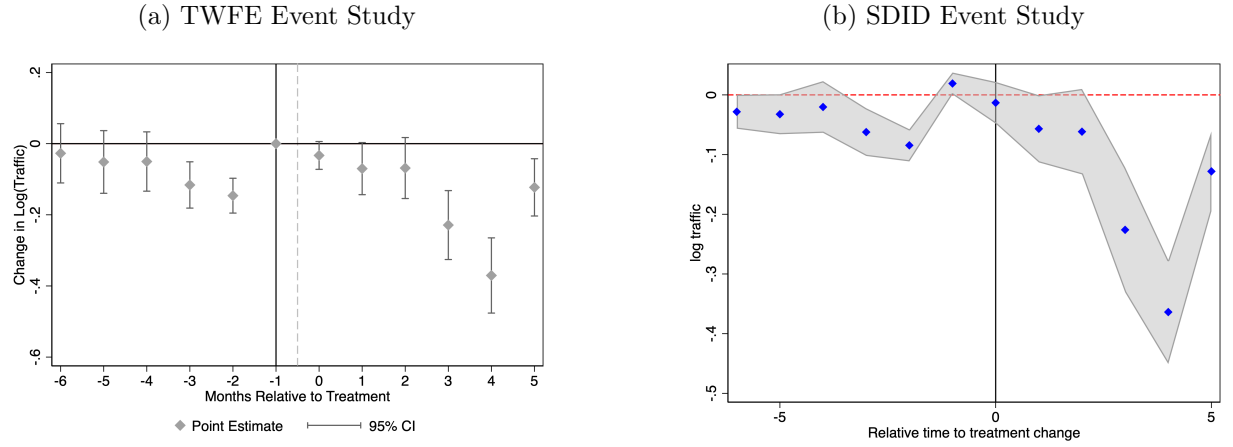 (a) TWFE Event Study
Change in Log(Traffic)
.2
0
-.2
-.4
-.6
-6 -5 -4 -3 -2 -1 0 1 2 3 4 5
Months Relative to Treatment
Point Estimate 95% CI
(b) SDID Event Study
log traffic
0
-.1
-.2
-.3
-.4
-.5
-5 0 5
Relative time to treatment change